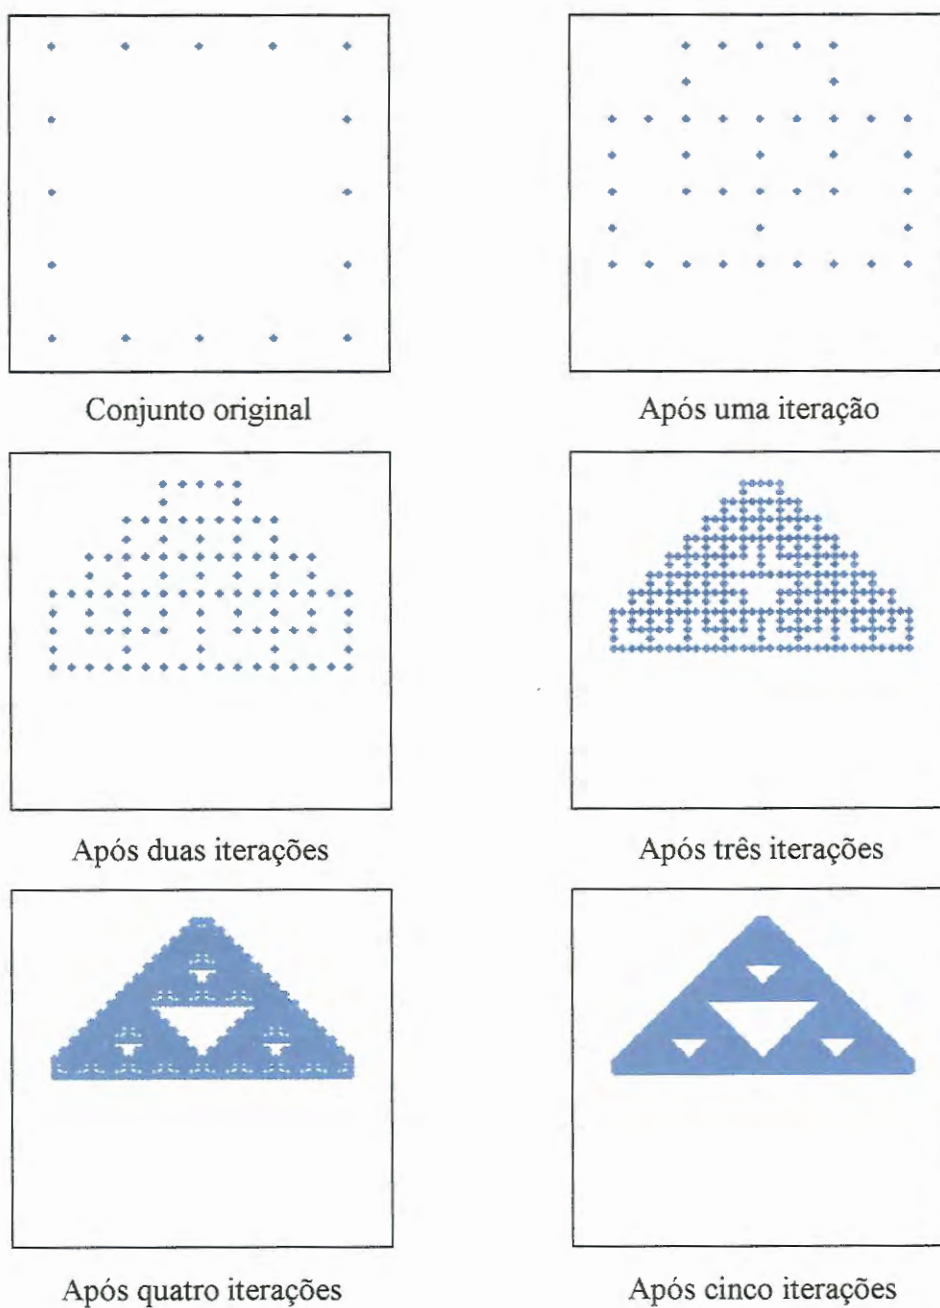 Conjunto original
Após uma iteração
Após duas iterações
Após três iterações
Após quatro iterações
Após cinco iterações